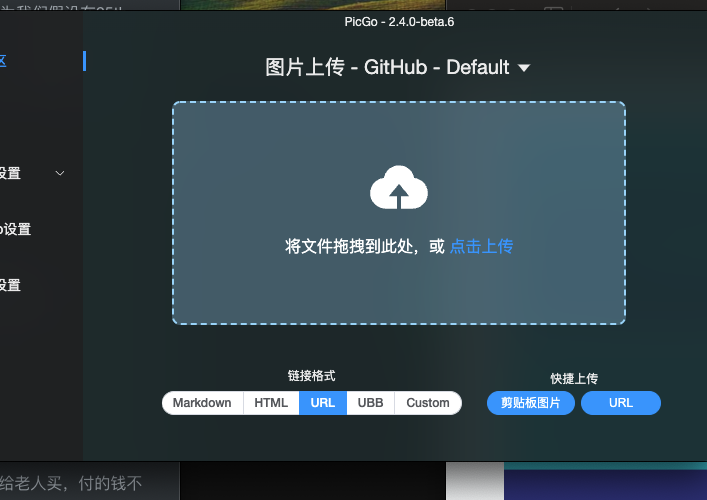 PicGo - 2.4.0-beta.6
图片上传 - GitHub - Default
区
设置
设置
设置
将文件拖拽到此处，或 点击上传
链接格式
快捷上传
Markdown HTML URL UBB Custom
剪贴板图片 URL
给老人买，付的钱不